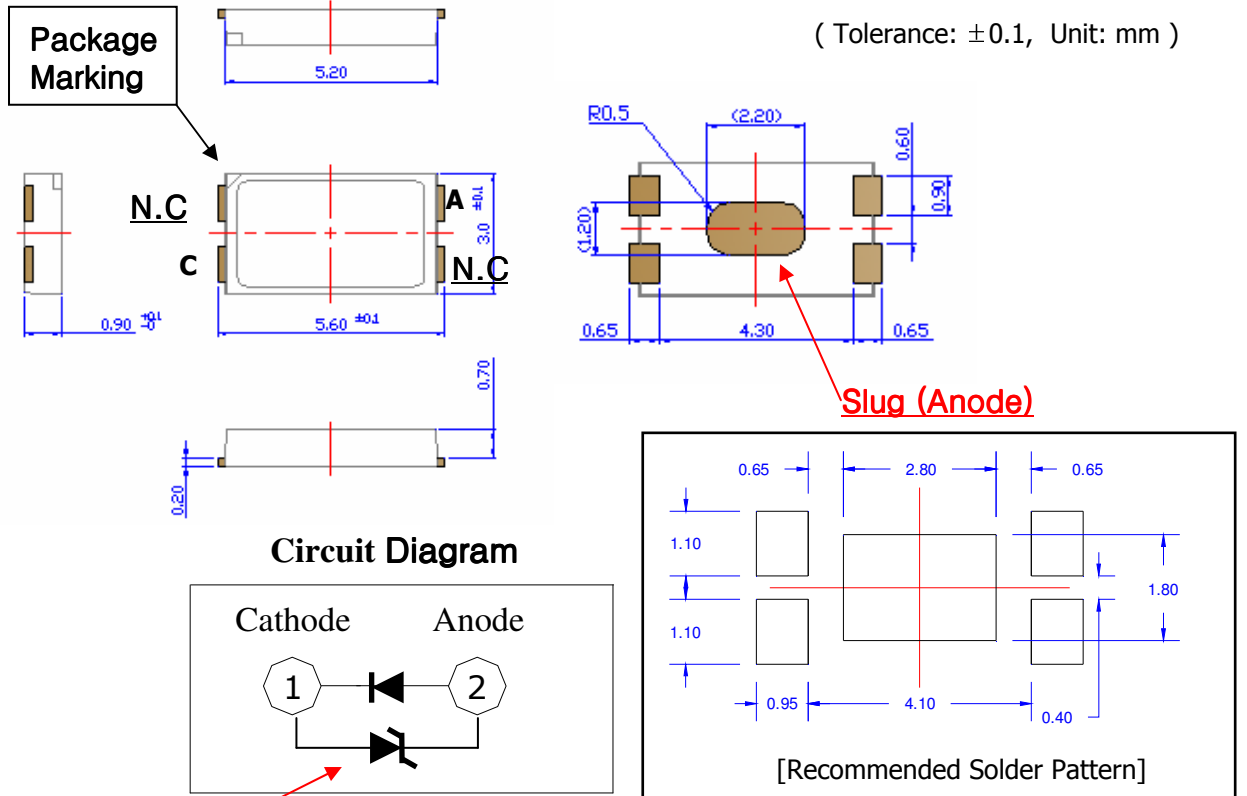 Package
Marking
( Tolerance: ±0.1, Unit: mm )
5.20
R0.5
(2.20)
0.60
0.90
(1.20)
N.C
A
±0.1
3.0
C
N.C
0.90 +0.1 -0
5.60 ±0.1
0.65
4.30
0.65
0.70
0.20
Slug (Anode)
Circuit Diagram
Cathode Anode
1 2
0.65
2.80
0.65
1.10
1.80
1.10
0.95
4.10
0.40
[Recommended Solder Pattern]